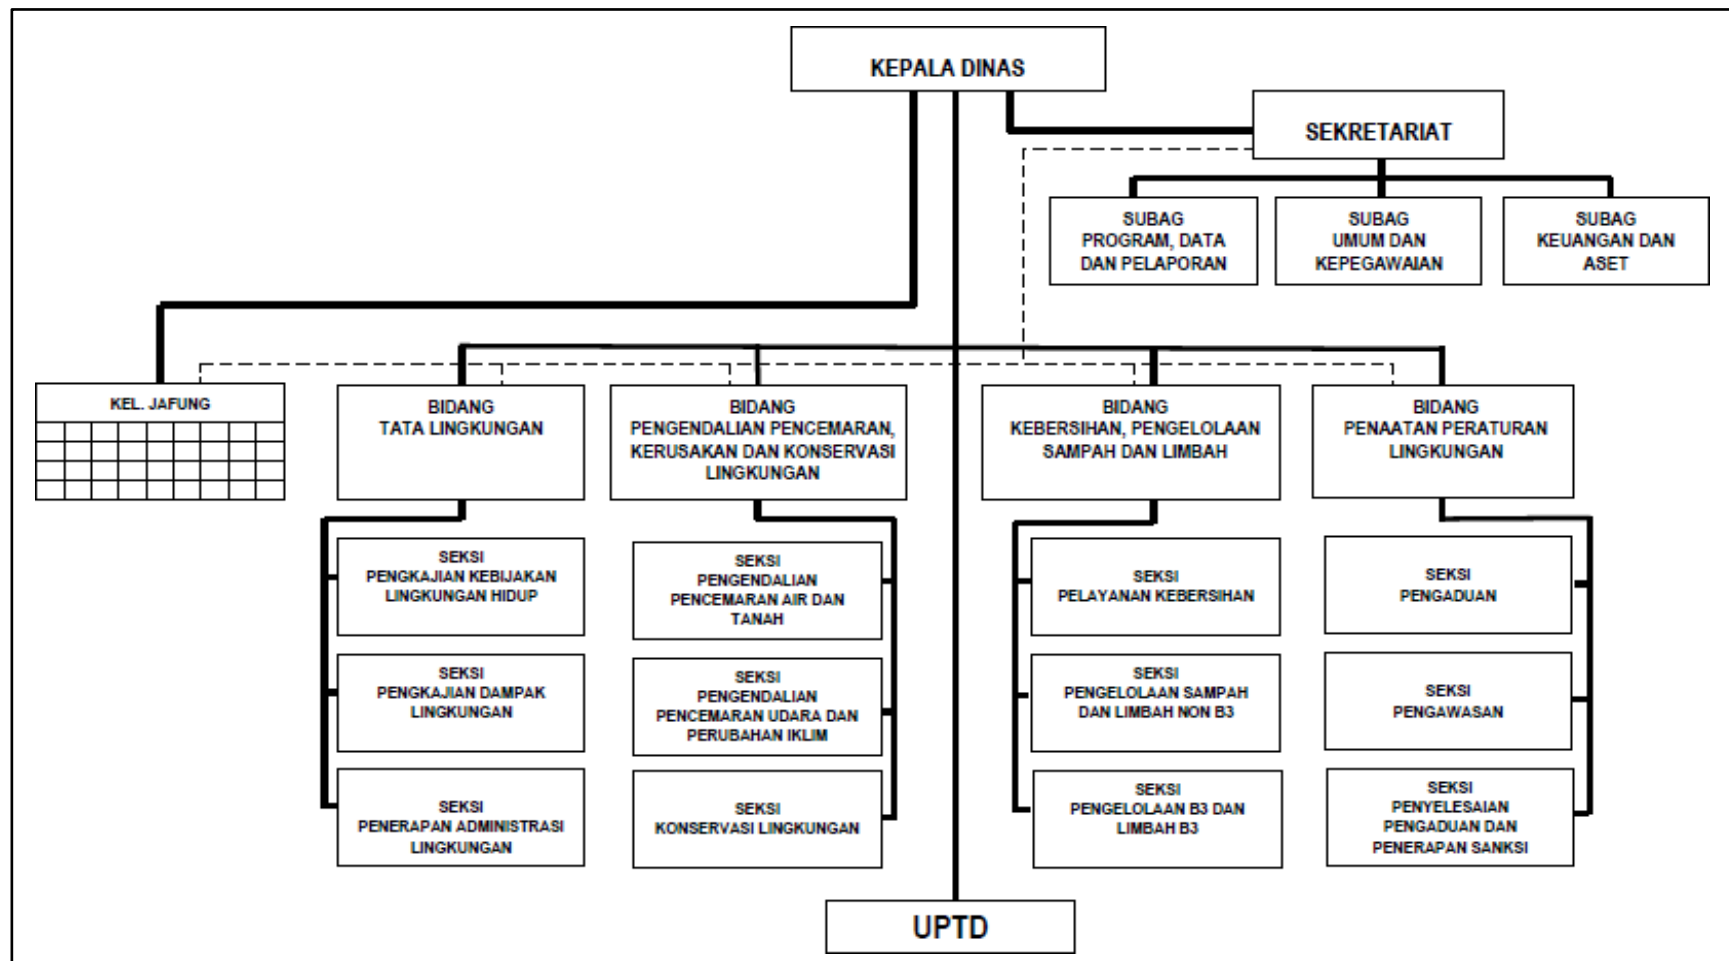 KEPALA DINAS
SEKRETARIAT
SUBAG
PROGRAM, DATA
DAN PELAPORAN
SUBAG
UMUM DAN
KEPEGAWAIAN
SUBAG
KEUANGAN DAN
ASET
KEL. JAFUNG
BIDANG
TATA LINGKUNGAN
BIDANG
PENGENDALIAN PENCEMARAN,
KERUSAKAN DAN KONSERVASI
LINGKUNGAN
BIDANG
KEBERSIHAN, PENGELOLAAN
SAMPAH DAN LIMBAH
BIDANG
PENAATAN PERATURAN
LINGKUNGAN
SEKSI
PENGKAJIAN KEBIJAKAN
LINGKUNGAN HIDUP
SEKSI
PENGENDALIAN
PENCEMARAN AIR DAN
TANAH
SEKSI
PELAYANAN KEBERSIHAN
SEKSI
PENGADUAN
SEKSI
PENGKAJIAN DAMPAK
LINGKUNGAN
SEKSI
PENGENDALIAN
PENCEMARAN UDARA DAN
PERUBAHAN IKLIM
SEKSI
PENGELOLAAN SAMPAH
DAN LIMBAH NON B3
SEKSI
PENGAWASAN
SEKSI
PENERAPAN ADMINISTRASI
LINGKUNGAN
SEKSI
KONSERVASI LINGKUNGAN
SEKSI
PENGELOLAAN B3 DAN
LIMBAH B3
SEKSI
PENYELESAIAN
PENGADUAN DAN
PENERAPAN SANKSI
UPTD